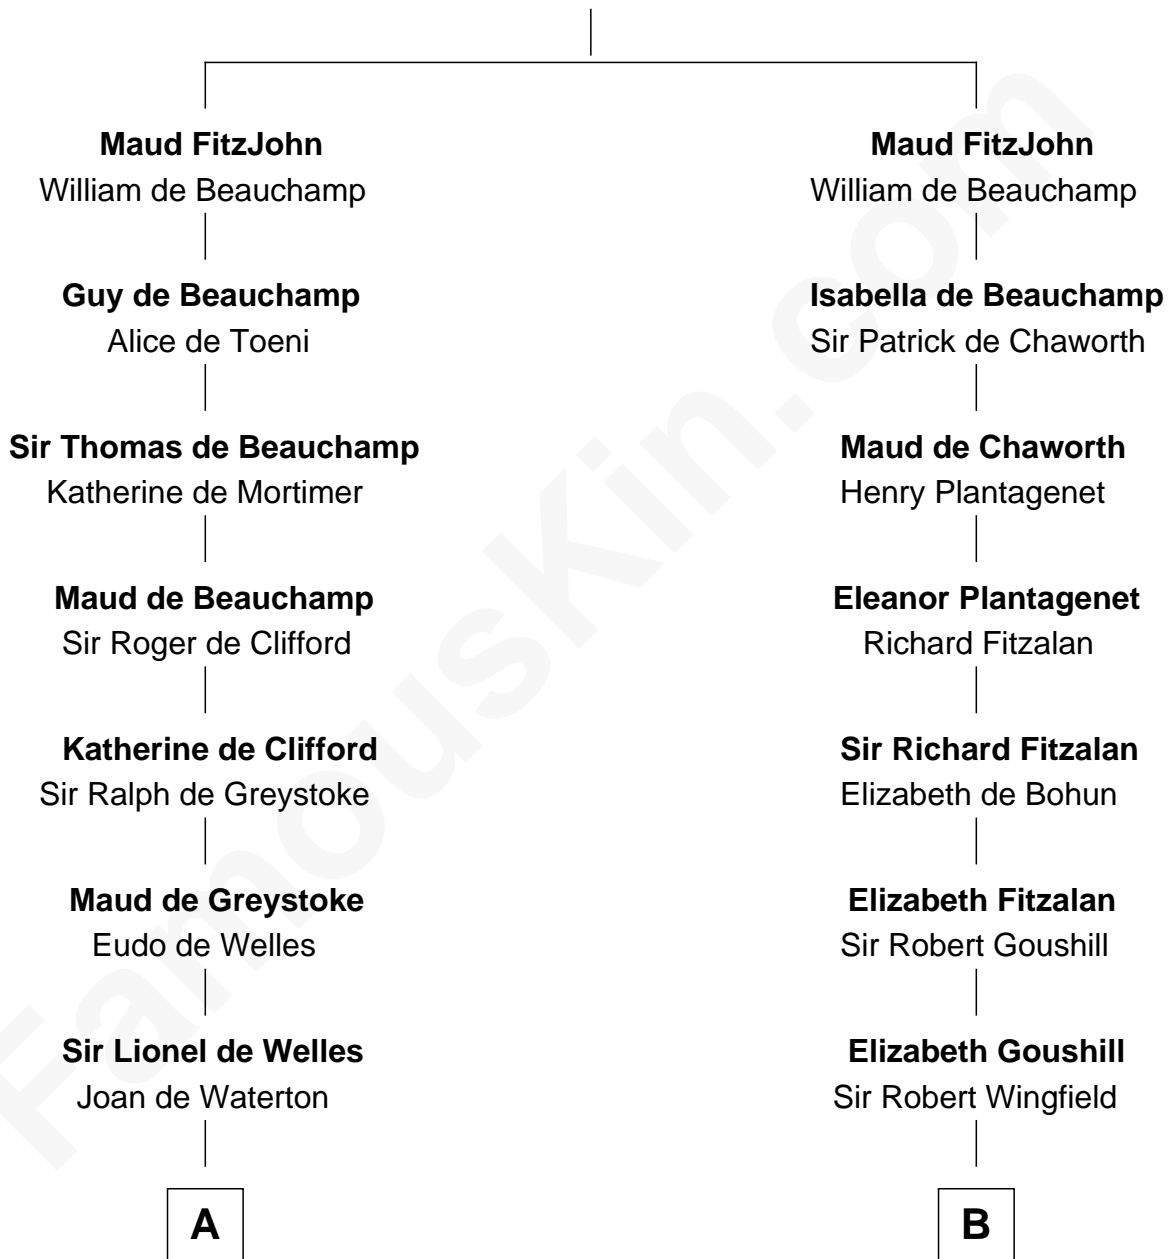 Maud FitzJohn
William de Beauchamp
Guy de Beauchamp
Alice de Toeni
Sir Thomas de Beauchamp
Katherine de Mortimer
Maud de Beauchamp
Sir Roger de Clifford
Katherine de Clifford
Sir Ralph de Greystoke
Maud de Greystoke
Eudo de Welles
Sir Lionel de Welles
Joan de Waterton
A
Maud FitzJohn
William de Beauchamp
Isabella de Beauchamp
Sir Patrick de Chaworth
Maud de Chaworth
Henry Plantagenet
Eleanor Plantagenet
Richard Fitzalan
Sir Richard Fitzalan
Elizabeth de Bohun
Elizabeth Fitzalan
Sir Robert Goushill
Elizabeth Goushill
Sir Robert Wingfield
B
FamousKin.com